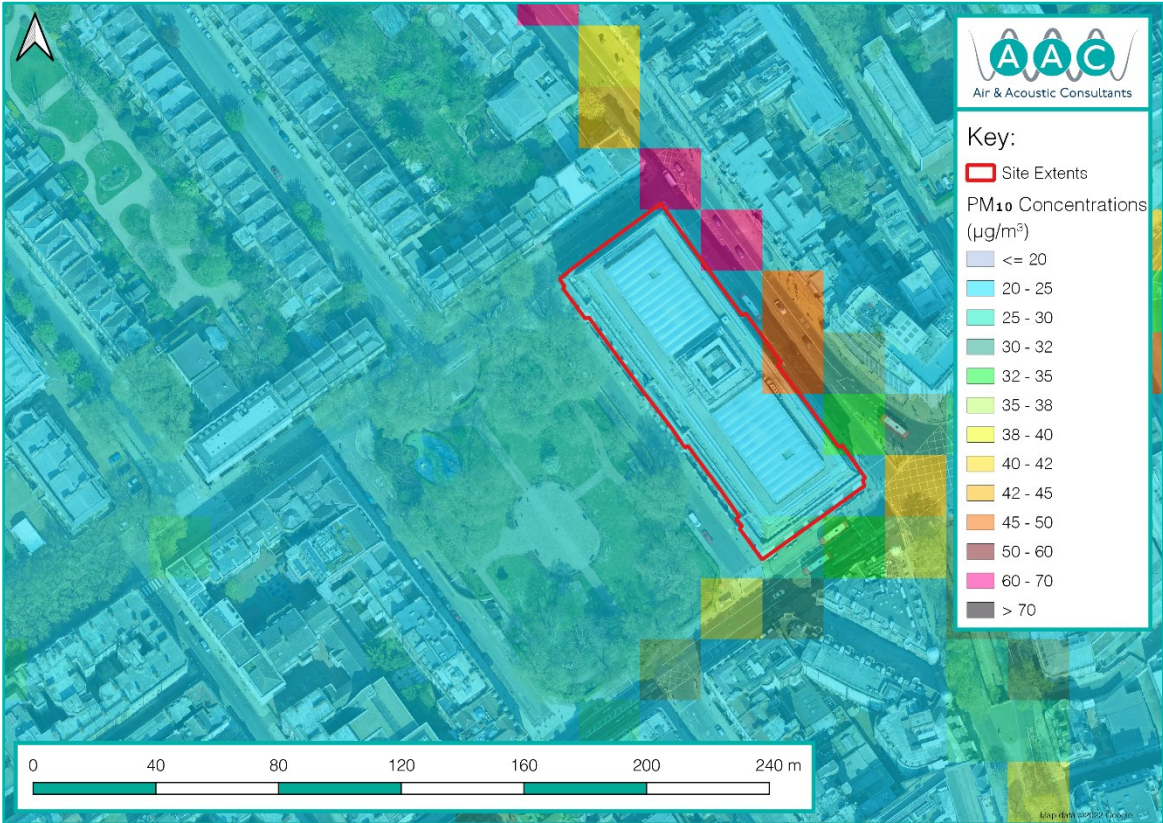 AAC
Air & Acoustic Consultants
Key:
Site Extents
PM₁₀ Concentrations
(µg/m³)
<= 20
20 - 25
25 - 30
30 - 32
32 - 35
35 - 38
38 - 40
40 - 42
42 - 45
45 - 50
50 - 60
60 - 70
> 70
0 40 80 120 160 200 240 m
Map data ©2022 Google